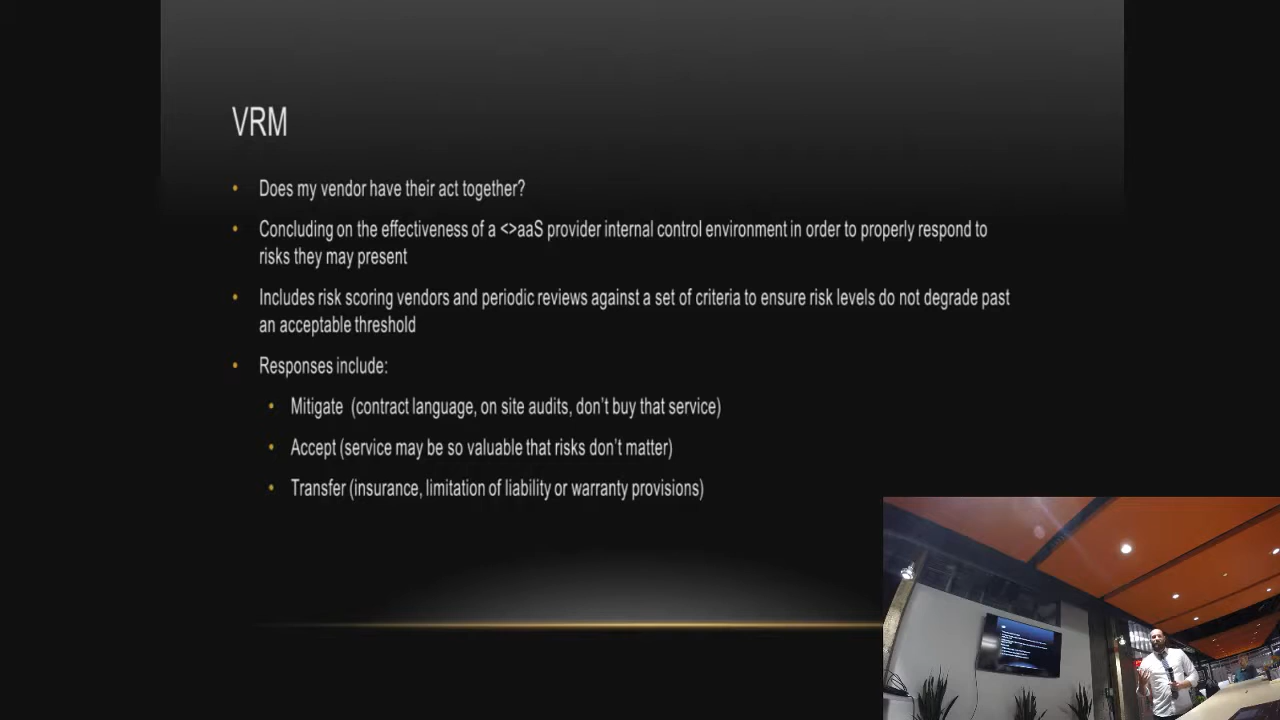 VRM
• Does my vendor have their act together?
• Concluding on the effectiveness of a <>aaS provider internal control environment in order to properly respond to
risks they may present
• Includes risk scoring vendors and periodic reviews against a set of criteria to ensure risk levels do not degrade past
an acceptable threshold
• Responses include:
• Mitigate  (contract language, on site audits, don't buy that service)
• Accept (service may be so valuable that risks don't matter)
• Transfer (insurance, limitation of liability or warranty provisions)